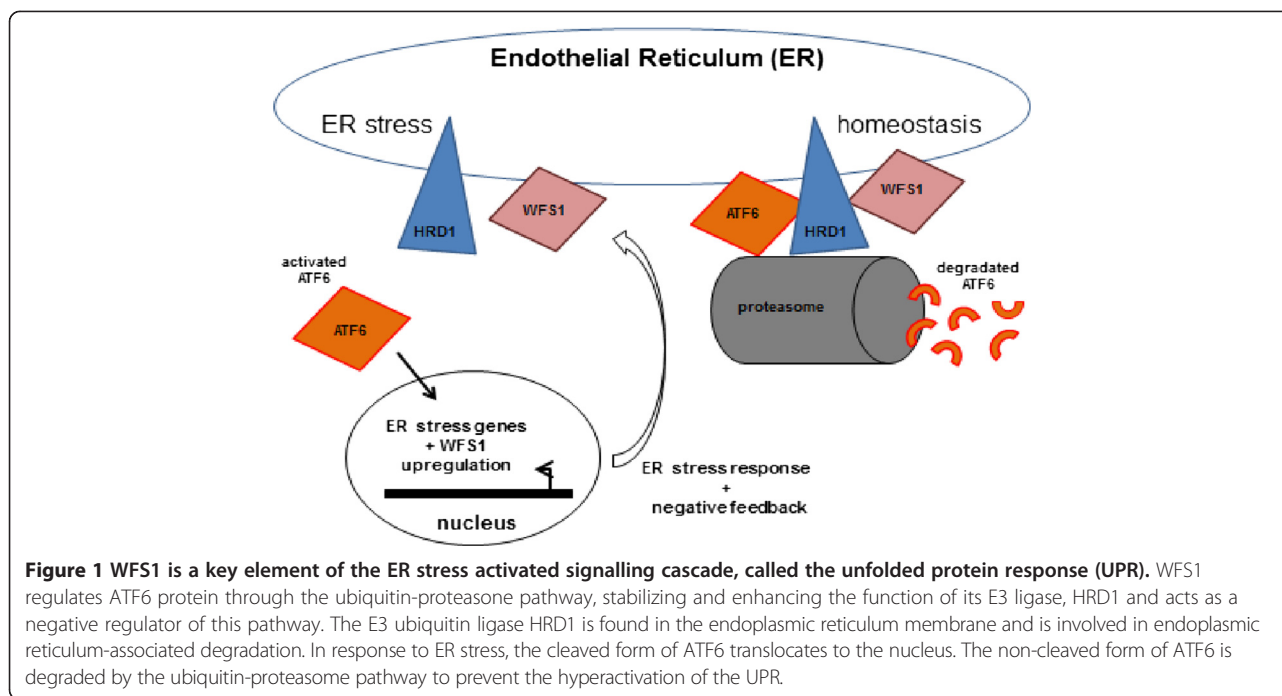 Endothelial Reticulum (ER)
ER stress
homeostasis
HRD1
WFS1
ATF6
HRD1
WFS1
activated
ATF6
ATF6
proteasome
degradated
ATF6
ER stress genes
+ WFS1
upregulation
nucleus
ER stress response
+
negative feedback
Figure 1 WFS1 is a key element of the ER stress activated signalling cascade, called the unfolded protein response (UPR). WFS1
regulates ATF6 protein through the ubiquitin-proteasone pathway, stabilizing and enhancing the function of its E3 ligase, HRD1 and acts as a
negative regulator of this pathway. The E3 ubiquitin ligase HRD1 is found in the endoplasmic reticulum membrane and is involved in endoplasmic
reticulum-associated degradation. In response to ER stress, the cleaved form of ATF6 translocates to the nucleus. The non-cleaved form of ATF6 is
degraded by the ubiquitin-proteasome pathway to prevent the hyperactivation of the UPR.